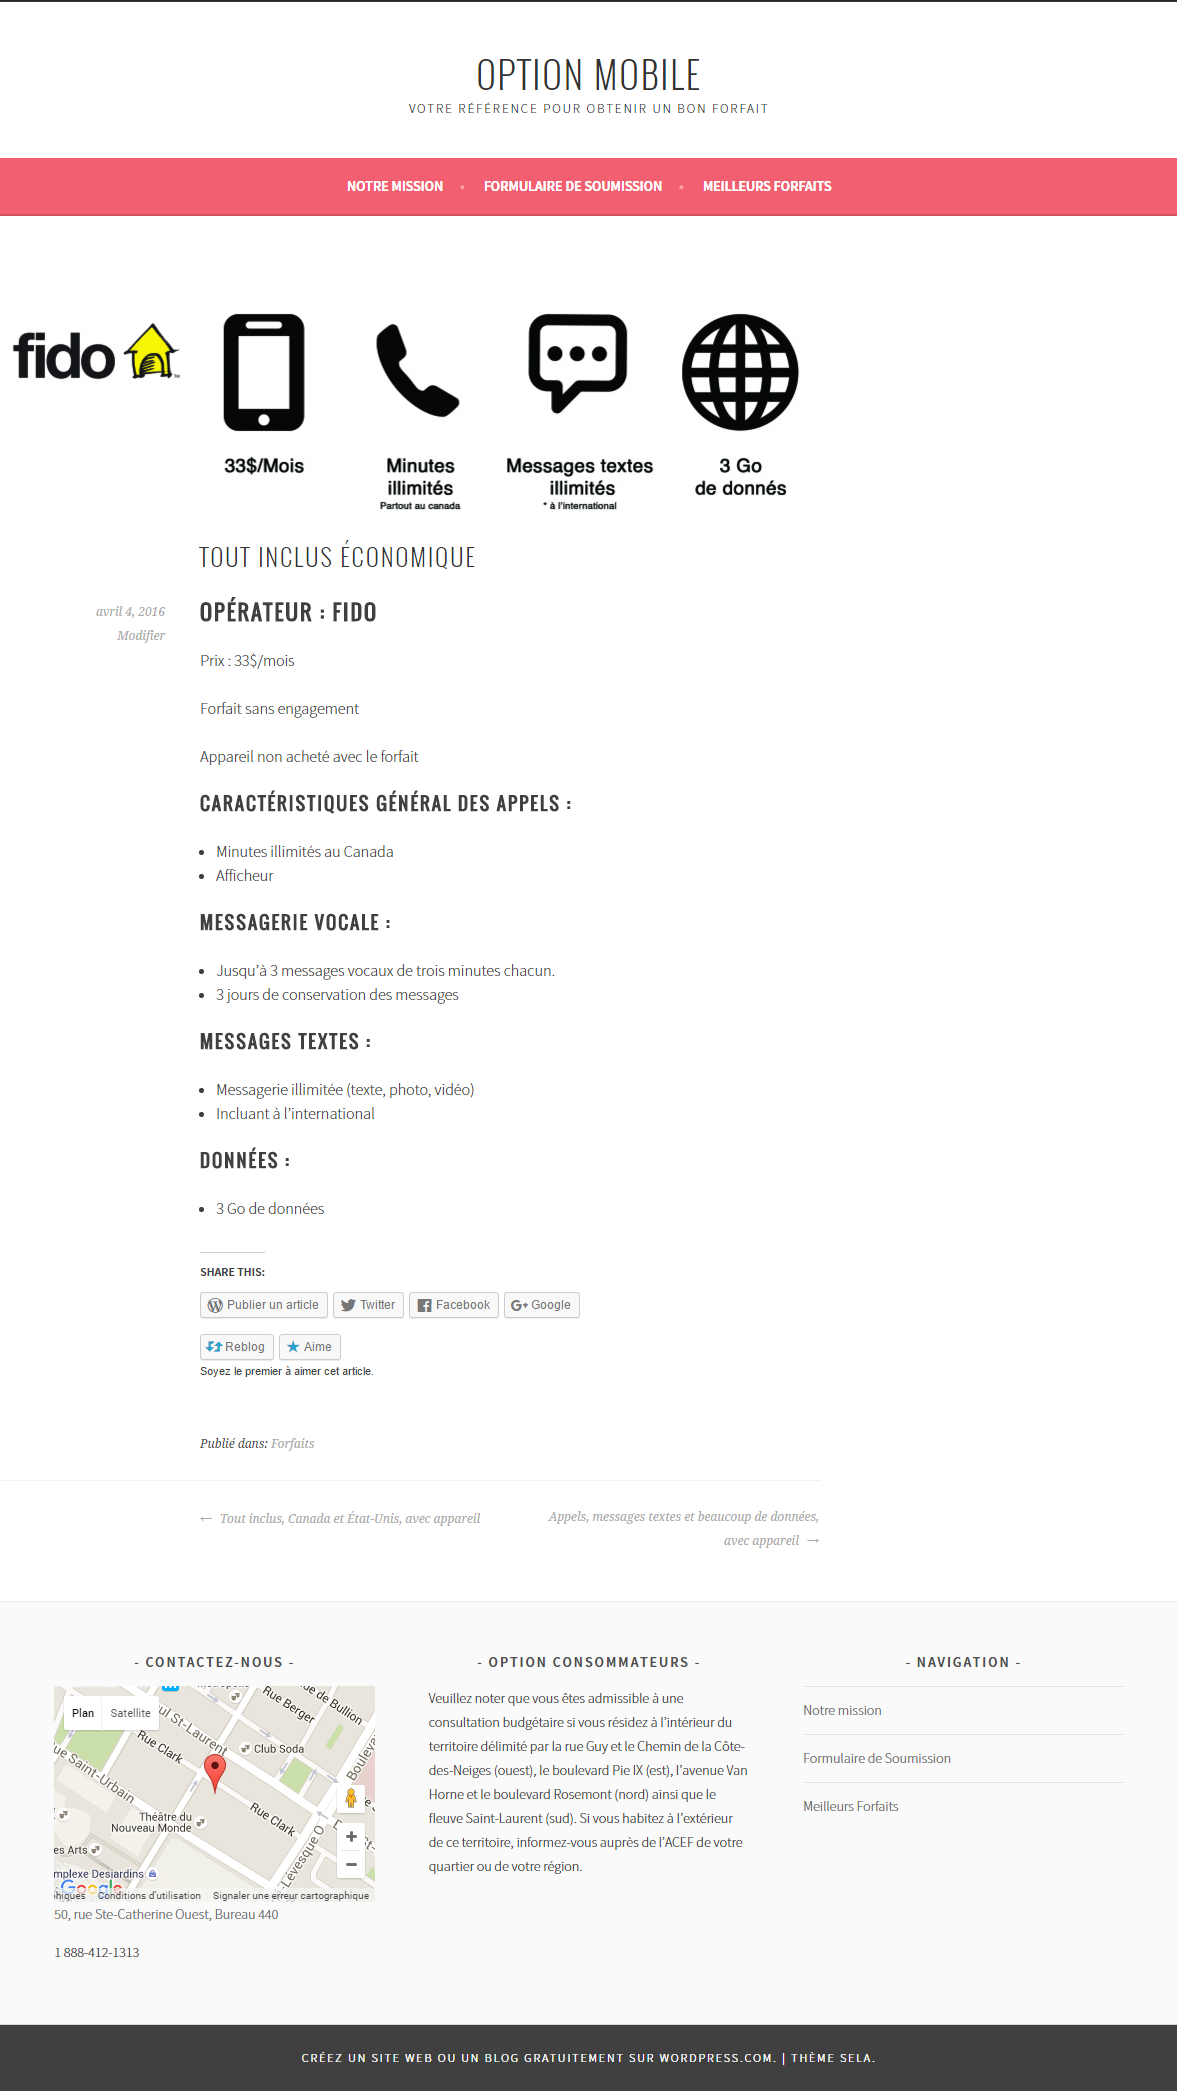 OPTION MOBILE
VOTRE RÉFÉRENCE POUR OBTENIR UN BON FORFAIT
NOTRE MISSION • FORMULAIRE DE SOUMISSION • MEILLEURS FORFAITS
fido TM
33$/Mois
Minutes
illimités
Partout au canada
Messages textes
illimités
* à l'international
3 Go
de donnés
TOUT INCLUS ÉCONOMIQUE
avril 4, 2016
Modifier
OPÉRATEUR : FIDO
Prix : 33$/mois
Forfait sans engagement
Appareil non acheté avec le forfait
CARACTÉRISTIQUES GÉNÉRAL DES APPELS :
• Minutes illimités au Canada
• Afficheur
MESSAGERIE VOCALE :
• Jusqu'à 3 messages vocaux de trois minutes chacun.
• 3 jours de conservation des messages
MESSAGES TEXTES :
• Messagerie illimitée (texte, photo, vidéo)
• Incluant à l'international
DONNÉES :
• 3 Go de données
SHARE THIS:
Publier un article Twitter Facebook G+ Google
Reblog Aime
Soyez le premier à aimer cet article.
Publié dans: Forfaits
← Tout inclus, Canada et État-Unis, avec appareil
Appels, messages textes et beaucoup de données,
avec appareil →
- CONTACTEZ-NOUS -
Plan Satellite
ul St-Laurent
Rue Berger
ue de Bullion
Rue Clark
Club Soda
Boulevar
ue Saint-Urbain
Théâtre du
Nouveau Monde
Rue Clark
es Arts
-Lévesque O
mplexe Desjardins
Google
phiques Conditions d'utilisation Signaler une erreur cartographique
50, rue Ste-Catherine Ouest, Bureau 440
1 888-412-1313
- OPTION CONSOMMATEURS -
Veuillez noter que vous êtes admissible à une
consultation budgétaire si vous résidez à l'intérieur du
territoire délimité par la rue Guy et le Chemin de la Côte-
des-Neiges (ouest), le boulevard Pie IX (est), l'avenue Van
Horne et le boulevard Rosemont (nord) ainsi que le
fleuve Saint-Laurent (sud). Si vous habitez à l'extérieur
de ce territoire, informez-vous auprès de l'ACEF de votre
quartier ou de votre région.
- NAVIGATION -
Notre mission
Formulaire de Soumission
Meilleurs Forfaits
CRÉEZ UN SITE WEB OU UN BLOG GRATUITEMENT SUR WORDPRESS.COM. | THÈME SELA.